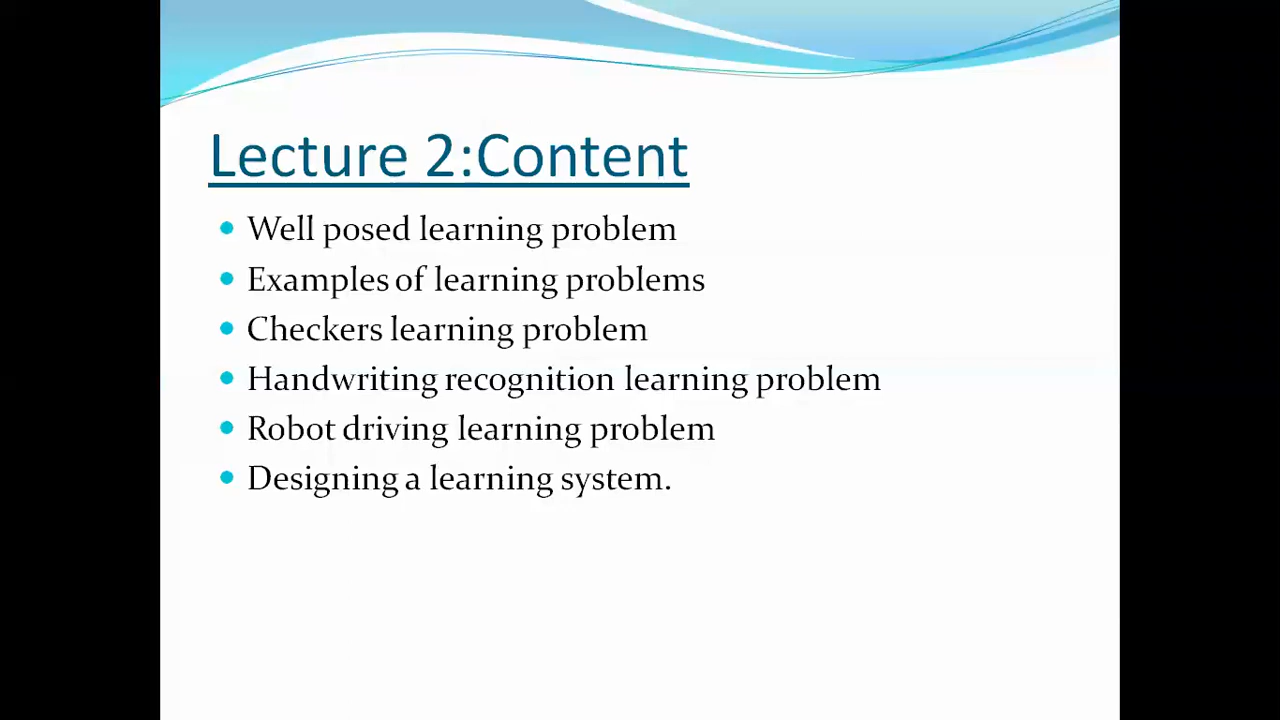 Lecture 2:Content
Well posed learning problem
Examples of learning problems
Checkers learning problem
Handwriting recognition learning problem
Robot driving learning problem
Designing a learning system.